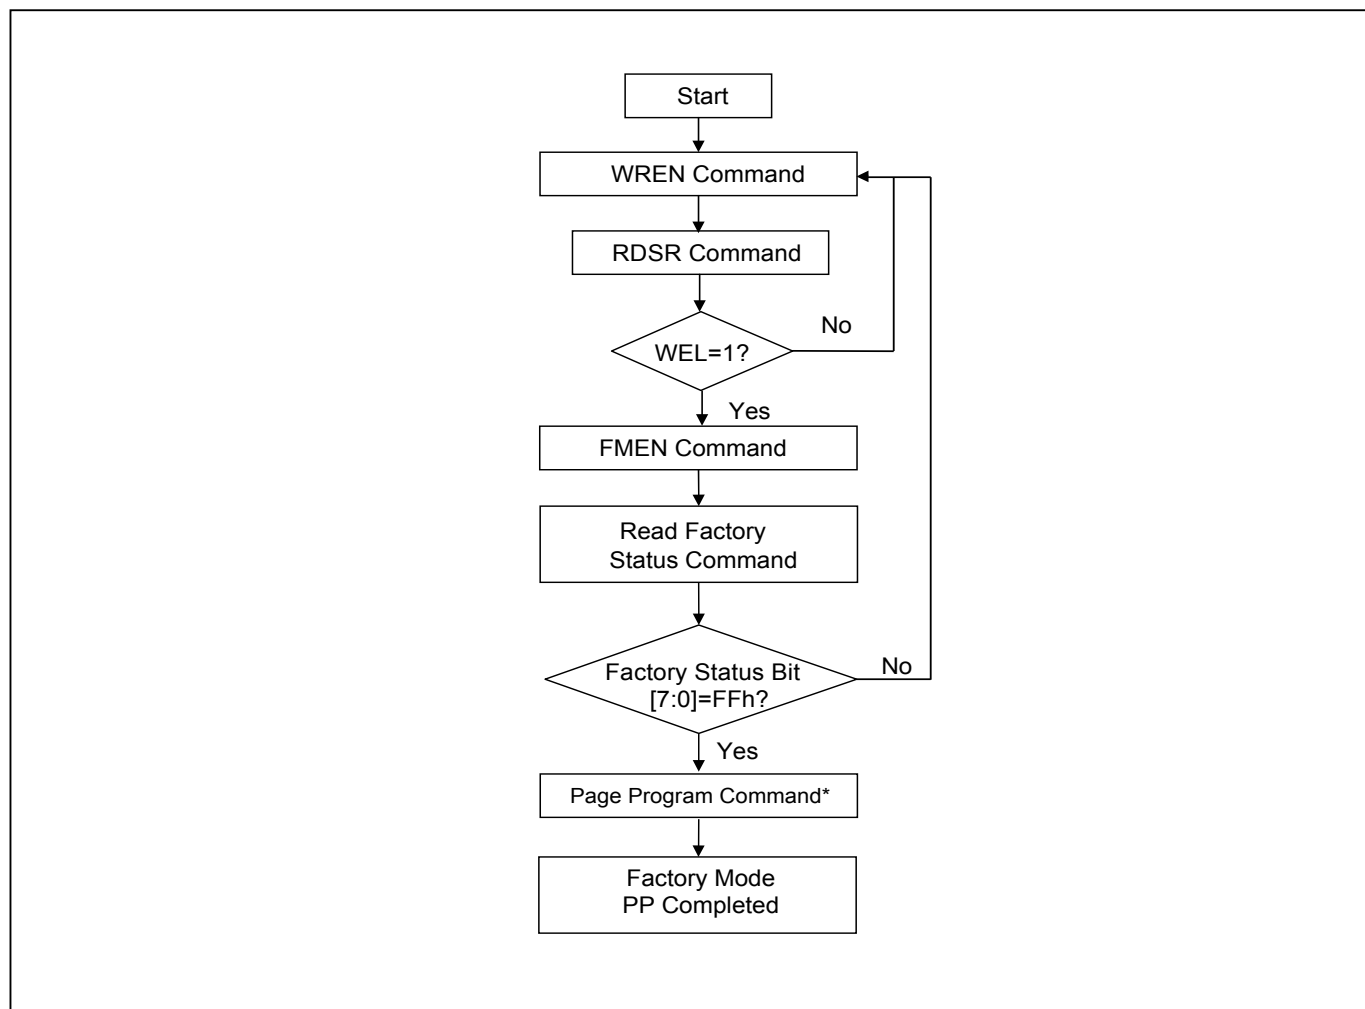 Start
WREN Command
RDSR Command
No
WEL=1?
Yes
FMEN Command
Read Factory
Status Command
Factory Status Bit
[7:0]=FFh?
No
Yes
Page Program Command*
Factory Mode
PP Completed